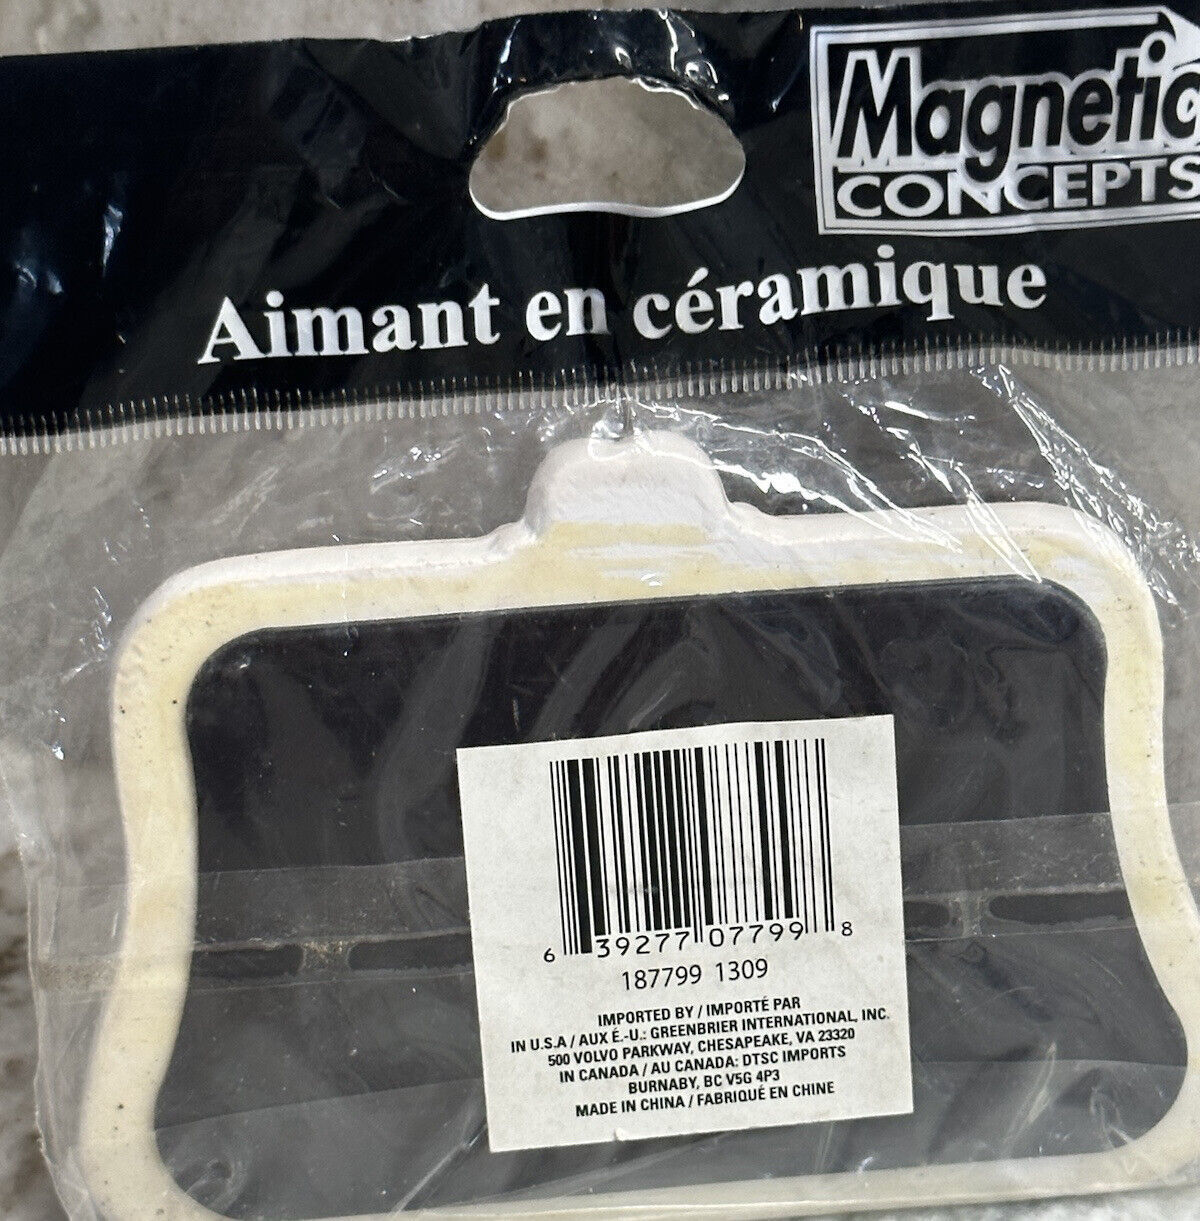 Magnetic
CONCEPTS
Aimant en céramique
6 39277 07799 8
187799 1309
IMPORTED BY / IMPORTÉ PAR
IN U.S.A / AUX É.-U.: GREENBRIER INTERNATIONAL, INC.
500 VOLVO PARKWAY, CHESAPEAKE, VA 23320
IN CANADA / AU CANADA: DTSC IMPORTS
BURNABY, BC V5G 4P3
MADE IN CHINA / FABRIQUÉ EN CHINE